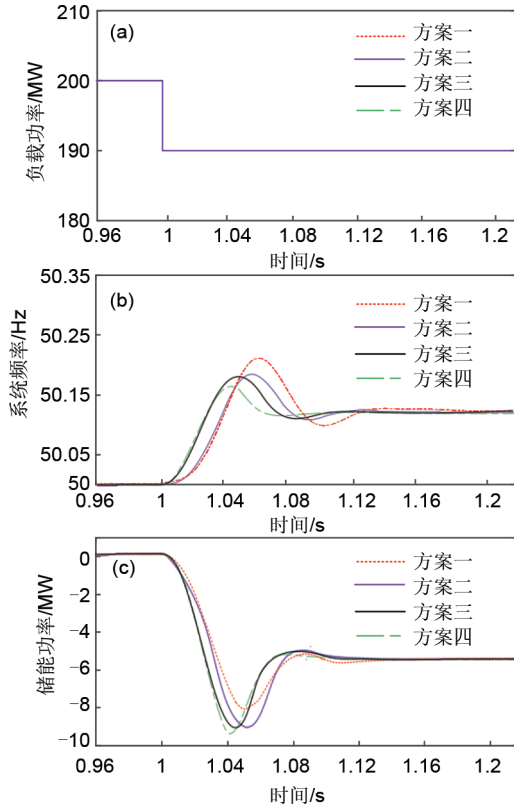 (a)
方案一
方案二
方案三
方案四
负载功率/MW
210
200
190
180
0.96
1
1.04
1.08
1.12
1.16
1.2
时间/s
(b)
方案一
方案二
方案三
方案四
系统频率/Hz
50.35
50.25
50.15
50.05
50
0.96
1
1.04
1.08
1.12
1.16
1.2
时间/s
(c)
方案一
方案二
方案三
方案四
储能功率/MW
0
−2
−4
−6
−8
−10
0.96
1
1.04
1.08
1.12
1.16
1.2
时间/s